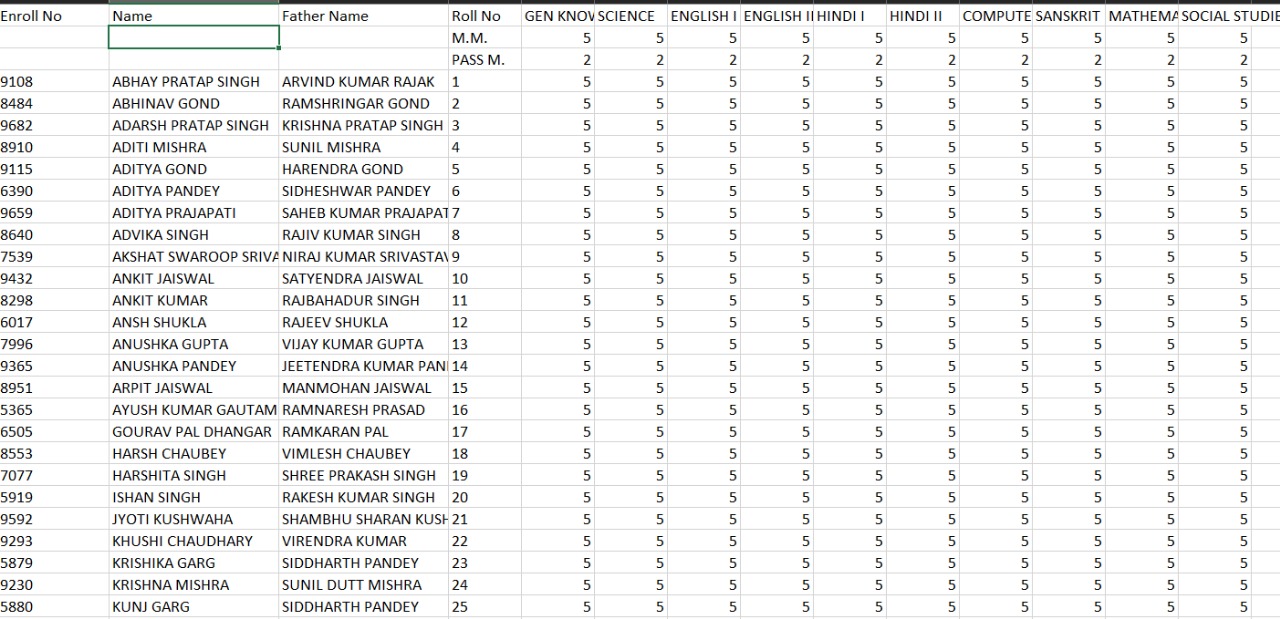 Enroll No Name Father Name Roll No GEN KNOW SCIENCE ENGLISH I ENGLISH II HINDI I HINDI II COMPUTE SANSKRIT MATHEMA SOCIAL STUDIE
M.M. 5 5 5 5 5 5 5 5 5 5
PASS M. 2 2 2 2 2 2 2 2 2 2
9108 ABHAY PRATAP SINGH ARVIND KUMAR RAJAK 1 5 5 5 5 5 5 5 5 5 5
8484 ABHINAV GOND RAMSHRINGAR GOND 2 5 5 5 5 5 5 5 5 5 5
9682 ADARSH PRATAP SINGH KRISHNA PRATAP SINGH 3 5 5 5 5 5 5 5 5 5 5
8910 ADITI MISHRA SUNIL MISHRA 4 5 5 5 5 5 5 5 5 5 5
9115 ADITYA GOND HARENDRA GOND 5 5 5 5 5 5 5 5 5 5 5
6390 ADITYA PANDEY SIDHESHWAR PANDEY 6 5 5 5 5 5 5 5 5 5 5
9659 ADITYA PRAJAPATI SAHEB KUMAR PRAJAPAT 7 5 5 5 5 5 5 5 5 5 5
8640 ADVIKA SINGH RAJIV KUMAR SINGH 8 5 5 5 5 5 5 5 5 5 5
7539 AKSHAT SWAROOP SRIVA NIRAJ KUMAR SRIVASTAV 9 5 5 5 5 5 5 5 5 5 5
9432 ANKIT JAISWAL SATYENDRA JAISWAL 10 5 5 5 5 5 5 5 5 5 5
8298 ANKIT KUMAR RAJBAHADUR SINGH 11 5 5 5 5 5 5 5 5 5 5
6017 ANSH SHUKLA RAJEEV SHUKLA 12 5 5 5 5 5 5 5 5 5 5
7996 ANUSHKA GUPTA VIJAY KUMAR GUPTA 13 5 5 5 5 5 5 5 5 5 5
9365 ANUSHKA PANDEY JEETENDRA KUMAR PAN 14 5 5 5 5 5 5 5 5 5 5
8951 ARPIT JAISWAL MANMOHAN JAISWAL 15 5 5 5 5 5 5 5 5 5 5
5365 AYUSH KUMAR GAUTAM RAMNARESH PRASAD 16 5 5 5 5 5 5 5 5 5 5
6505 GOURAV PAL DHANGAR RAMKARAN PAL 17 5 5 5 5 5 5 5 5 5 5
8553 HARSH CHAUBEY VIMLESH CHAUBEY 18 5 5 5 5 5 5 5 5 5 5
7077 HARSHITA SINGH SHREE PRAKASH SINGH 19 5 5 5 5 5 5 5 5 5 5
5919 ISHAN SINGH RAKESH KUMAR SINGH 20 5 5 5 5 5 5 5 5 5 5
9592 JYOTI KUSHWAHA SHAMBHU SHARAN KUSH 21 5 5 5 5 5 5 5 5 5 5
9293 KHUSHI CHAUDHARY VIRENDRA KUMAR 22 5 5 5 5 5 5 5 5 5 5
5879 KRISHIKA GARG SIDDHARTH PANDEY 23 5 5 5 5 5 5 5 5 5 5
9230 KRISHNA MISHRA SUNIL DUTT MISHRA 24 5 5 5 5 5 5 5 5 5 5
5880 KUNJ GARG SIDDHARTH PANDEY 25 5 5 5 5 5 5 5 5 5 5